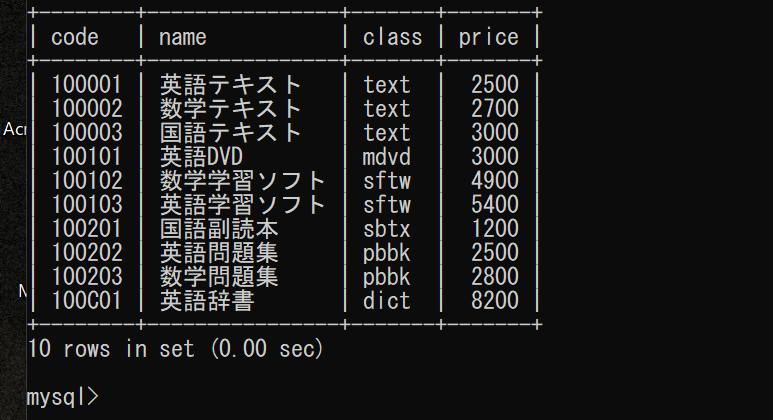 +--------+----------------+-------+-------+
| code   | name           | class | price |
+--------+----------------+-------+-------+
| 100001 | 英語テキスト   | text  |  2500 |
| 100002 | 数学テキスト   | text  |  2700 |
| 100003 | 国語テキスト   | text  |  3000 |
| 100101 | 英語DVD        | mdvd  |  3000 |
| 100102 | 数学学習ソフト | sftw  |  4900 |
| 100103 | 英語学習ソフト | sftw  |  5400 |
| 100201 | 国語副読本     | sbtx  |  1200 |
| 100202 | 英語問題集     | pbbk  |  2500 |
| 100203 | 数学問題集     | pbbk  |  2800 |
| 100C01 | 英語辞書       | dict  |  8200 |
+--------+----------------+-------+-------+
10 rows in set (0.00 sec)
mysql>